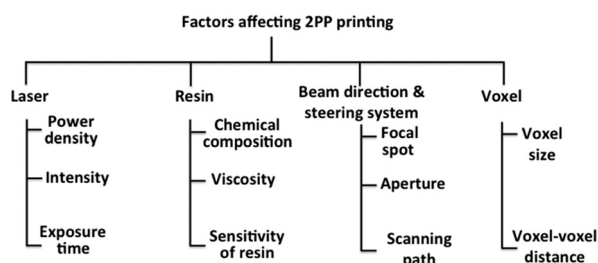 Factors affecting 2PP printing
Laser
Power
density
Intensity
Exposure
time
Resin
Chemical
composition
Viscosity
Sensitivity
of resin
Beam direction &
steering system
Focal
spot
Aperture
Scanning
path
Voxel
Voxel
size
Voxel-voxel
distance